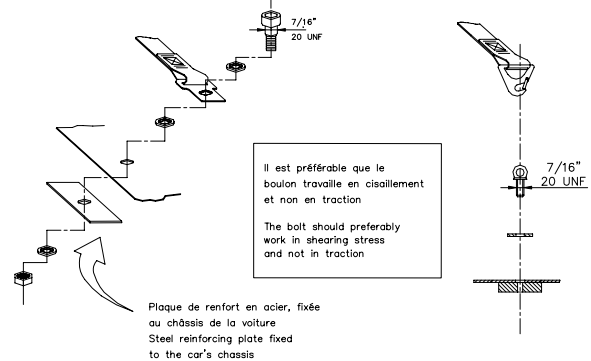 7/16"
20 UNF
Il est préférable que le
boulon travaille en cisaillement
et non en traction
The bolt should preferably
work in shearing stress
and not in traction
7/16"
20 UNF
Plaque de renfort en acier, fixée
au châssis de la voiture
Steel reinforcing plate fixed
to the car's chassis